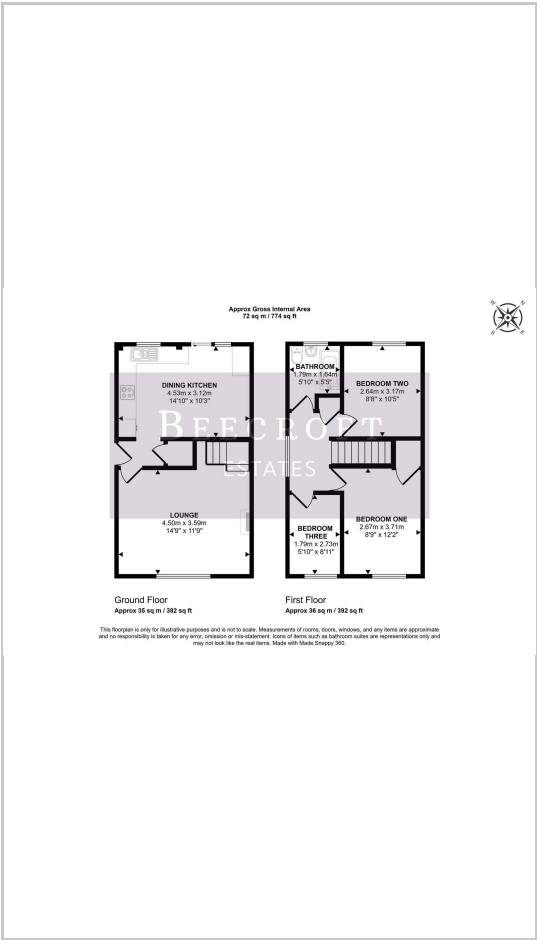 Approx Gross Internal Area
72 sq m / 774 sq ft
N
E
S
W
BATHROOM
1.79m x 1.64m
5'10" x 5'5"
DINING KITCHEN
4.53m x 3.12m
14'10" x 10'3"
BEDROOM TWO
2.64m x 3.17m
8'8" x 10'5"
BEECROFT
ESTATES
LOUNGE
4.50m x 3.59m
14'9" x 11'9"
BEDROOM
THREE
1.79m x 2.73m
5'10" x 8'11"
BEDROOM ONE
2.67m x 3.71m
8'9" x 12'2"
Ground Floor
Approx 35 sq m / 382 sq ft
First Floor
Approx 36 sq m / 392 sq ft
This floorplan is only for illustrative purposes and is not to scale. Measurements of rooms, doors, windows, and any items are approximate
and no responsibility is taken for any error, omission or mis-statement. Icons of items such as bathroom suites are representations only and
may not look like the real items. Made with Made Snappy 360.